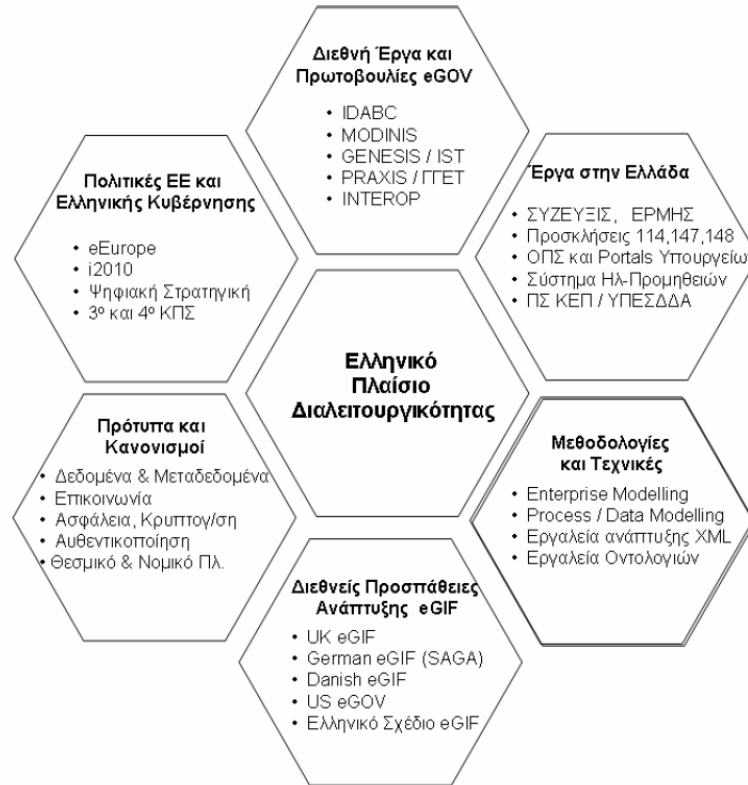 Διεθνή Έργα και
Πρωτοβουλίες eGOV
• IDABC
• MODINIS
• GENESIS / IST
• PRAXIS / ΓΓΕΤ
• INTEROP
Πολιτικές ΕΕ και
Ελληνικής Κυβέρνησης
• eEurope
• i2010
• Ψηφιακή Στρατηγική
• 3º και 4º ΚΠΣ
Έργα στην Ελλάδα
• ΣΥΖΕΥΞΙΣ, ΕΡΜΗΣ
• Προσκλήσεις 114,147,148
• ΟΠΣ και Portals Υπουργείων
• Σύστημα Ηλ-Προμηθειών
• ΠΣ ΚΕΠ / ΥΠΕΣΔΔΑ
Ελληνικό
Πλαίσιο
Διαλειτουργικότητας
Πρότυπα και
Κανονισμοί
• Δεδομένα & Μεταδεδομένα
• Επικοινωνία
• Ασφάλεια, Κρυπτογ/ση
• Αυθεντικοποίηση
• Θεσμικό & Νομικό Πλ.
Μεθοδολογίες
και Τεχνικές
• Enterprise Modelling
• Process / Data Modelling
• Εργαλεία ανάπτυξης XML
• Εργαλεία Οντολογιών
Διεθνείς Προσπάθειες
Ανάπτυξης eGIF
• UK eGIF
• German eGIF (SAGA)
• Danish eGIF
• US eGOV
• Ελληνικό Σχέδιο eGIF